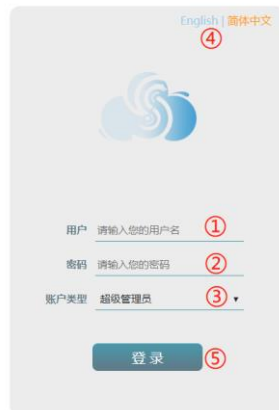 English | 简体中文
④
用户 请输入您的用户名 ①
密码 请输入您的密码 ②
账户类型 超级管理员 ③ ▼
登录 ⑤